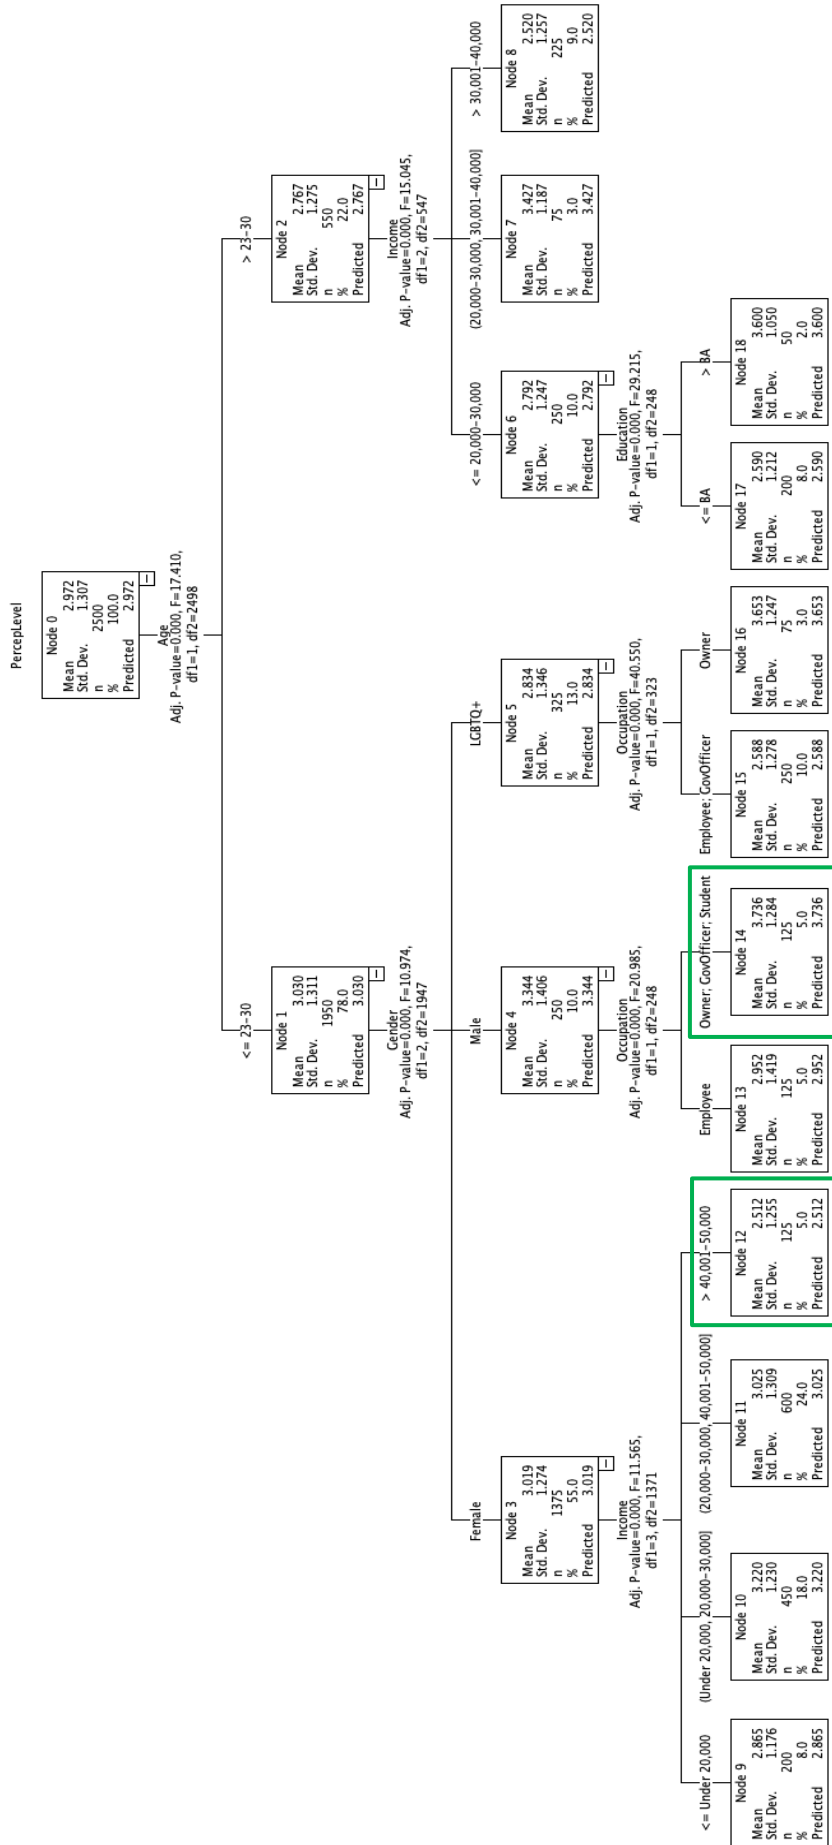 PercepLevel
Node 0
Mean 2.972
Std. Dev. 1.307
n 2500
% 100.0
Predicted 2.972
Age
Adj. P-value=0.000, F=17.410,
df1=1, df2=2498
<= 23-30
> 23-30
Node 1
Mean 3.030
Std. Dev. 1.311
n 1950
% 78.0
Predicted 3.030
Gender
Adj. P-value=0.000, F=10.974,
df1=2, df2=1947
Node 2
Mean 2.767
Std. Dev. 1.275
n 550
% 22.0
Predicted 2.767
Income
Adj. P-value=0.000, F=15.045,
df1=2, df2=547
Female
Male
LGBTQ+
<= 20,000-30,000
(20,000-30,000, 30,001-40,000]
> 30,001-40,000
Node 3
Mean 3.019
Std. Dev. 1.274
n 1375
% 55.0
Predicted 3.019
Income
Adj. P-value=0.000, F=11.565,
df1=3, df2=1371
Node 4
Mean 3.344
Std. Dev. 1.406
n 250
% 10.0
Predicted 3.344
Occupation
Adj. P-value=0.000, F=20.985,
df1=1, df2=248
Node 5
Mean 2.834
Std. Dev. 1.346
n 325
% 13.0
Predicted 2.834
Occupation
Adj. P-value=0.000, F=40.550,
df1=1, df2=323
Node 6
Mean 2.792
Std. Dev. 1.247
n 250
% 10.0
Predicted 2.792
Education
Adj. P-value=0.000, F=29.215,
df1=1, df2=248
Node 7
Mean 3.427
Std. Dev. 1.187
n 75
% 3.0
Predicted 3.427
Node 8
Mean 2.520
Std. Dev. 1.257
n 225
% 9.0
Predicted 2.520
<= Under 20,000
(Under 20,000, 20,000-30,000]
(20,000-30,000, 40,001-50,000]
> 40,001-50,000
Employee
Owner; GovOfficer; Student
Employee; GovOfficer
Owner
<= BA
> BA
Node 9
Mean 2.865
Std. Dev. 1.176
n 200
% 8.0
Predicted 2.865
Node 10
Mean 3.220
Std. Dev. 1.230
n 450
% 18.0
Predicted 3.220
Node 11
Mean 3.025
Std. Dev. 1.309
n 600
% 24.0
Predicted 3.025
Node 12
Mean 2.512
Std. Dev. 1.255
n 125
% 5.0
Predicted 2.512
Node 13
Mean 2.952
Std. Dev. 1.419
n 125
% 5.0
Predicted 2.952
Node 14
Mean 3.736
Std. Dev. 1.284
n 125
% 5.0
Predicted 3.736
Node 15
Mean 2.588
Std. Dev. 1.278
n 250
% 10.0
Predicted 2.588
Node 16
Mean 3.653
Std. Dev. 1.247
n 75
% 3.0
Predicted 3.653
Node 17
Mean 2.590
Std. Dev. 1.212
n 200
% 8.0
Predicted 2.590
Node 18
Mean 3.600
Std. Dev. 1.050
n 50
% 2.0
Predicted 3.600